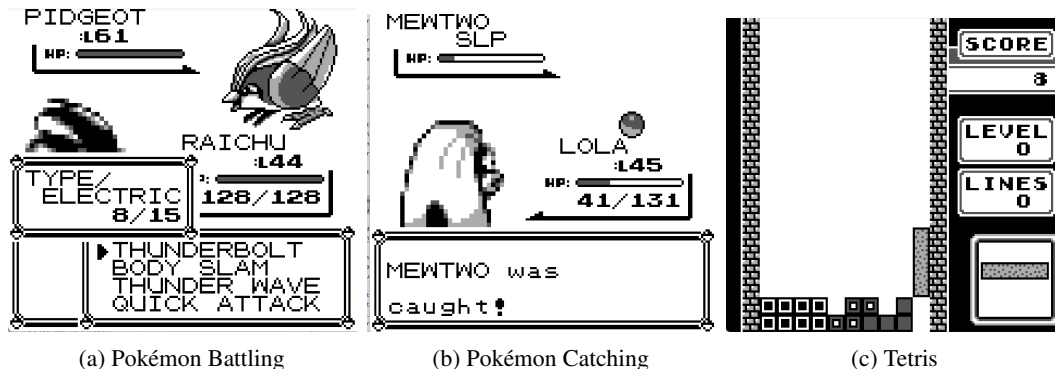 PIDGEOT
:L61
HP:
RAICHU
:L44
128/128
TYPE/
ELECTRIC
8/15
THUNDERBOLT
BODY SLAM
THUNDER WAVE
QUICK ATTACK
(a) Pokémon Battling
MEWTWO
SLP
HP:
LOLA
:L45
HP:
41/131
MEWTWO was
caught!
(b) Pokémon Catching
SCORE
8
LEVEL
0
LINES
0
(c) Tetris